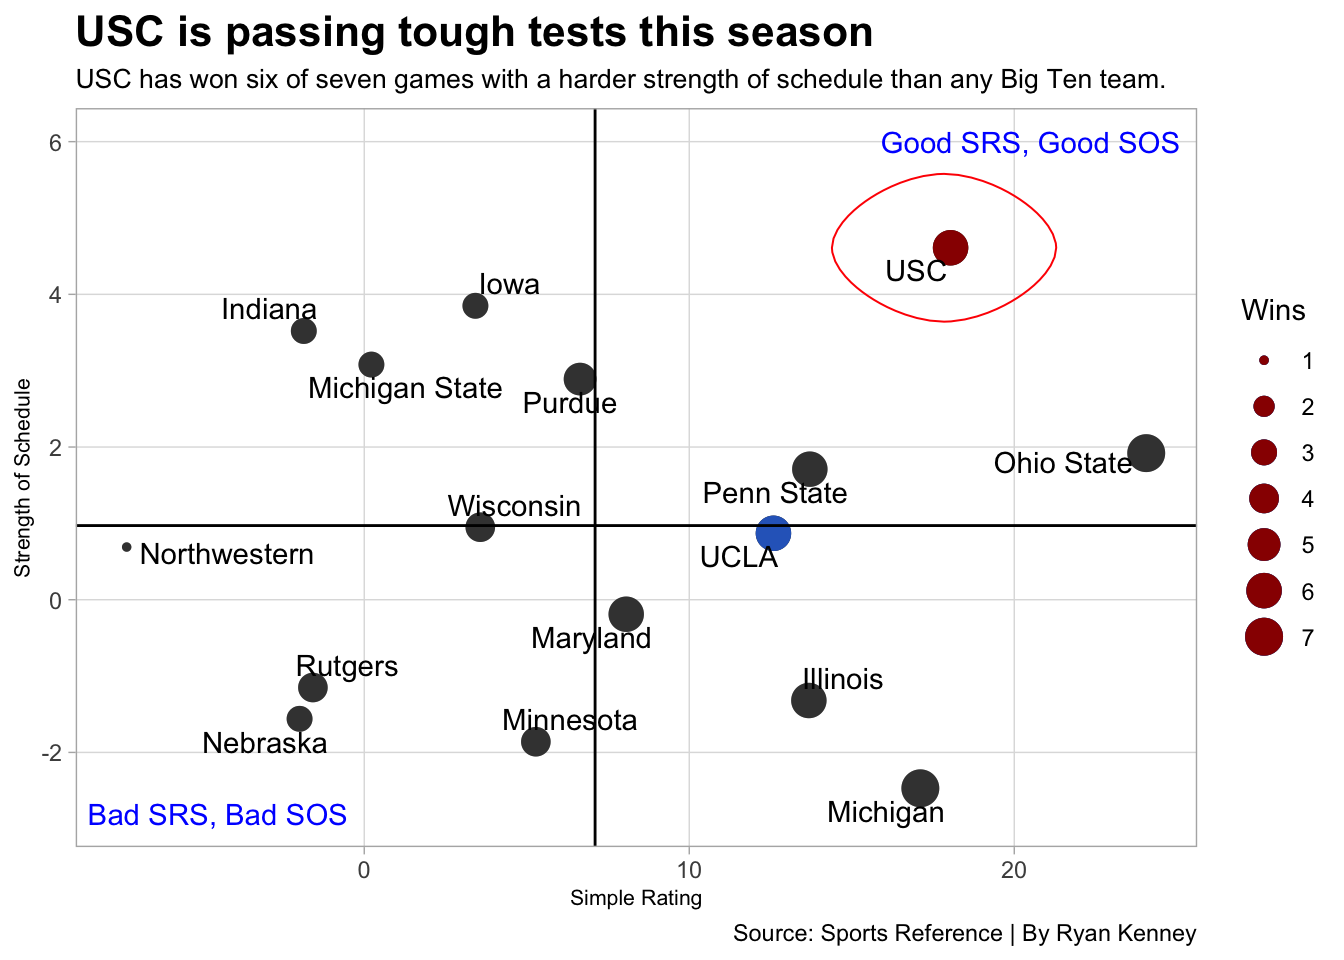 USC is passing tough tests this season
USC has won six of seven games with a harder strength of schedule than any Big Ten team.
6
Good SRS, Good SOS
USC
4
Iowa
Indiana
Michigan State
Purdue
2
Ohio State
Penn State
Wisconsin
Northwestern
UCLA
0
Maryland
Rutgers
Illinois
Minnesota
Nebraska
-2
Michigan
Bad SRS, Bad SOS
Strength of Schedule
0
10
20
Simple Rating
Wins
1
2
3
4
5
6
7
Source: Sports Reference | By Ryan Kenney